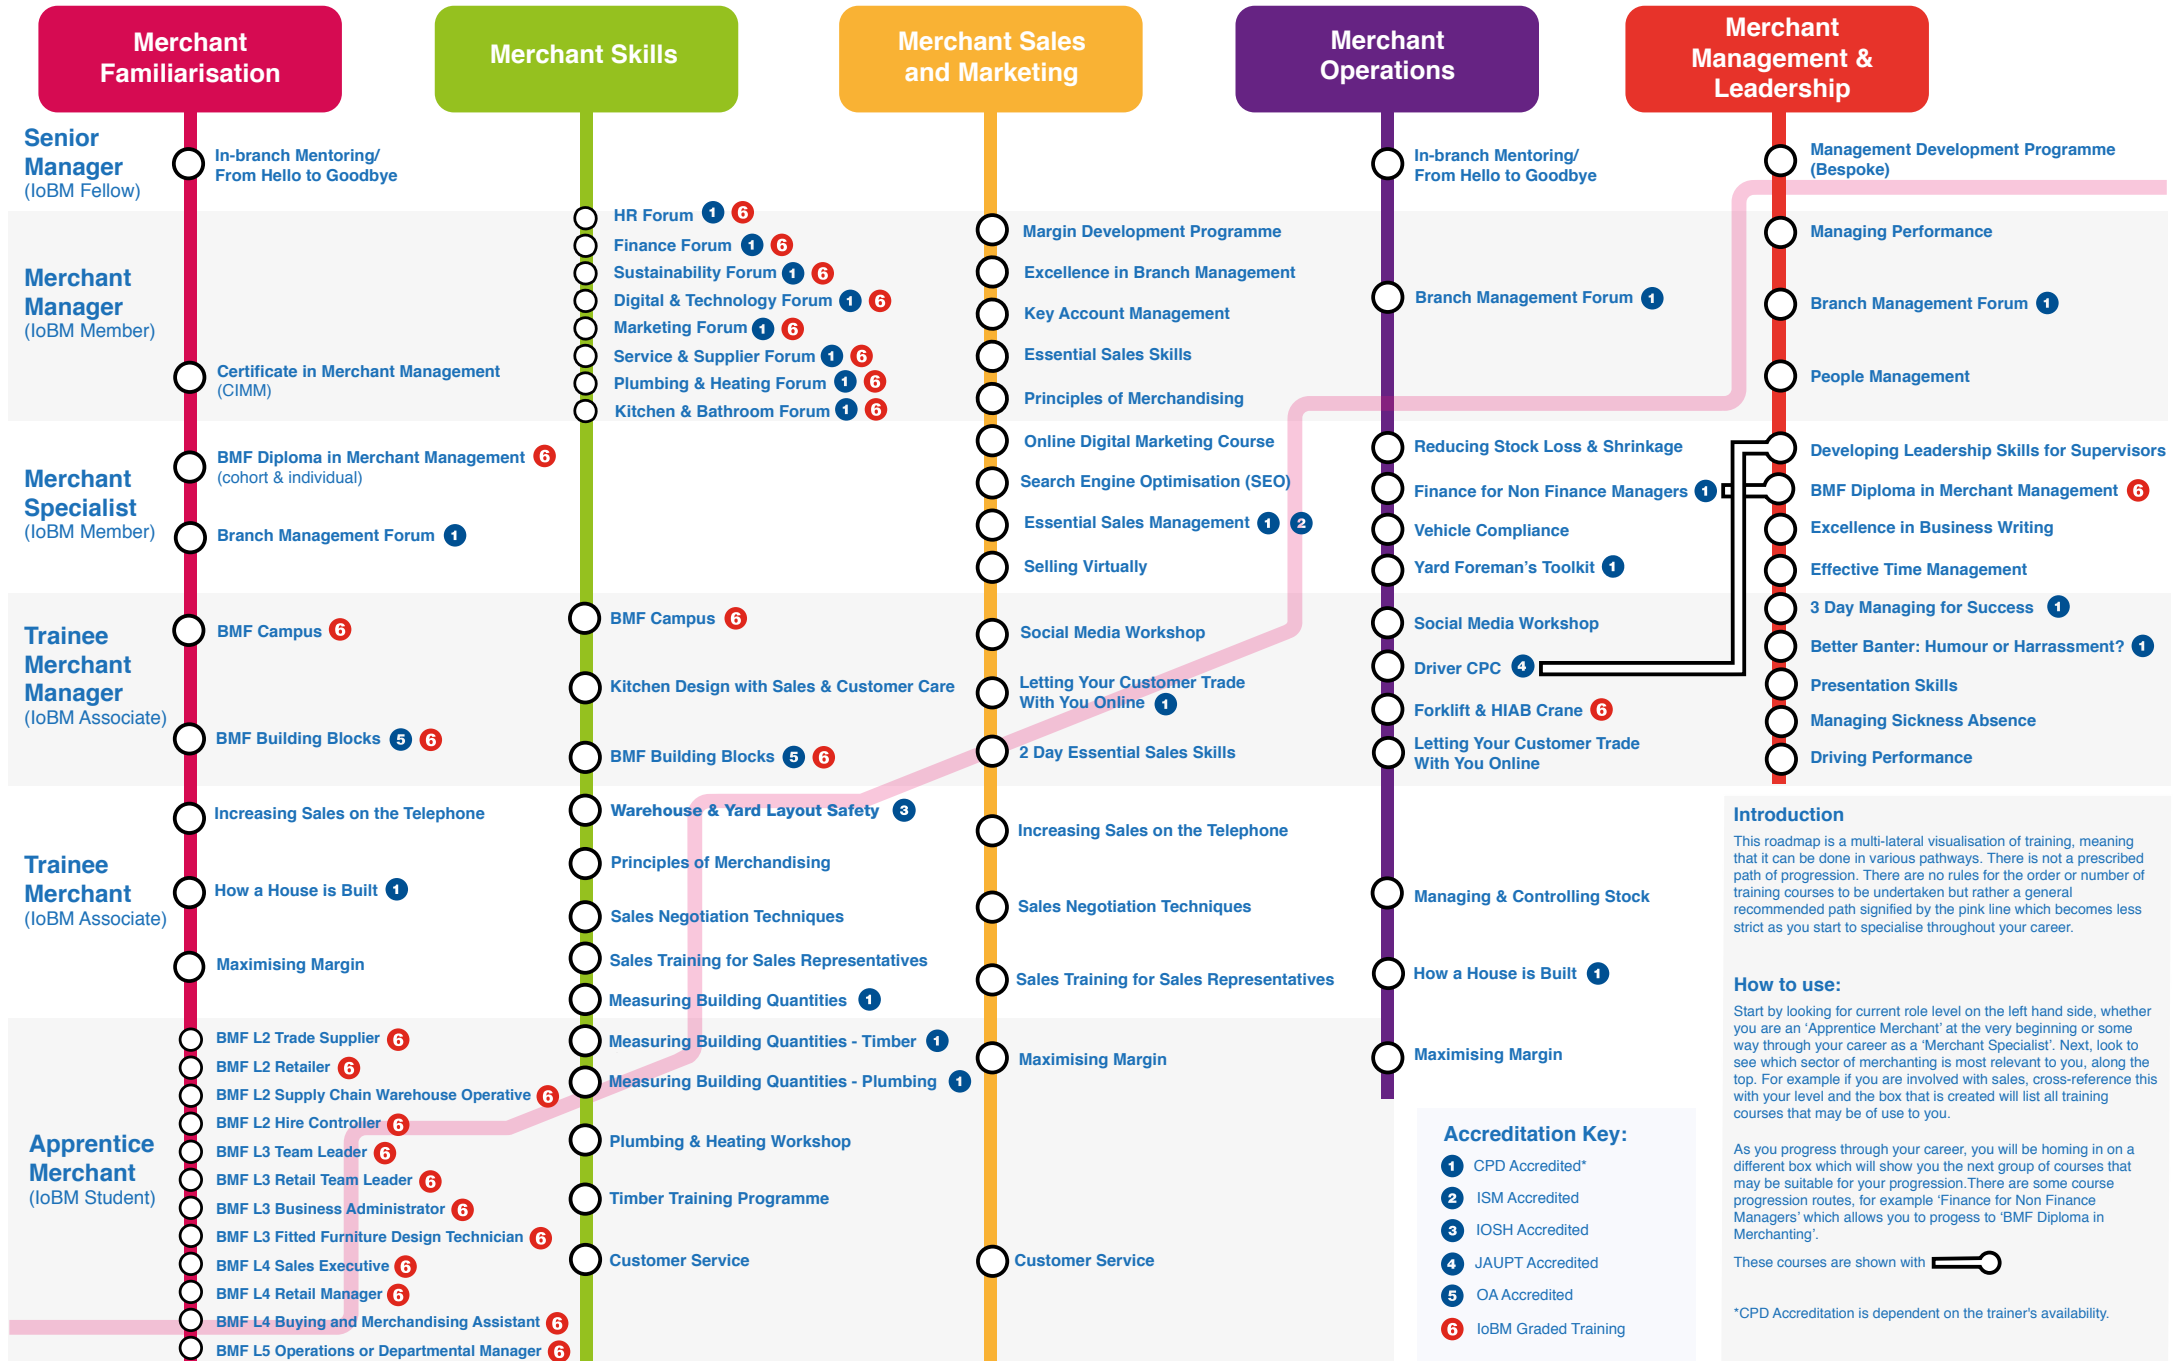 Merchant
Familiarisation
Merchant Skills
Merchant Sales
and Marketing
Merchant
Operations
Merchant
Management &
Leadership
Senior
Manager
(IoBM Fellow)
In-branch Mentoring/
From Hello to Goodbye
In-branch Mentoring/
From Hello to Goodbye
Management Development Programme
(Bespoke)
Merchant
Manager
(IoBM Member)
Certificate in Merchant Management
(CIMM)
HR Forum 1 6
Finance Forum 1 6
Sustainability Forum 1 6
Digital & Technology Forum 1 6
Marketing Forum 1 6
Service & Supplier Forum 1 6
Plumbing & Heating Forum 1 6
Kitchen & Bathroom Forum 1 6
Margin Development Programme
Excellence in Branch Management
Key Account Management
Essential Sales Skills
Principles of Merchandising
Branch Management Forum 1
Managing Performance
Branch Management Forum 1
People Management
Merchant
Specialist
(IoBM Member)
BMF Diploma in Merchant Management 6
(cohort & individual)
Branch Management Forum 1
Online Digital Marketing Course
Search Engine Optimisation (SEO)
Essential Sales Management 1 2
Selling Virtually
Reducing Stock Loss & Shrinkage
Finance for Non Finance Managers 1
Vehicle Compliance
Yard Foreman's Toolkit 1
Developing Leadership Skills for Supervisors
BMF Diploma in Merchant Management 6
Excellence in Business Writing
Effective Time Management
Trainee
Merchant
Manager
(IoBM Associate)
BMF Campus 6
BMF Building Blocks 5 6
BMF Campus 6
Kitchen Design with Sales & Customer Care
BMF Building Blocks 5 6
Social Media Workshop
Letting Your Customer Trade
With You Online 1
2 Day Essential Sales Skills
Social Media Workshop
Driver CPC 4
Forklift & HIAB Crane 6
Letting Your Customer Trade
With You Online
3 Day Managing for Success 1
Better Banter: Humour or Harrassment? 1
Presentation Skills
Managing Sickness Absence
Driving Performance
Trainee
Merchant
(IoBM Associate)
Increasing Sales on the Telephone
How a House is Built 1
Maximising Margin
Warehouse & Yard Layout Safety 3
Principles of Merchandising
Sales Negotiation Techniques
Sales Training for Sales Representatives
Measuring Building Quantities 1
Increasing Sales on the Telephone
Sales Negotiation Techniques
Sales Training for Sales Representatives
Managing & Controlling Stock
How a House is Built 1
Apprentice
Merchant
(IoBM Student)
BMF L2 Trade Supplier 6
BMF L2 Retailer 6
BMF L2 Supply Chain Warehouse Operative 6
BMF L2 Hire Controller 6
BMF L3 Team Leader 6
BMF L3 Retail Team Leader 6
BMF L3 Business Administrator 6
BMF L3 Fitted Furniture Design Technician 6
BMF L4 Sales Executive 6
BMF L4 Retail Manager 6
BMF L4 Buying and Merchandising Assistant 6
BMF L5 Operations or Departmental Manager 6
Measuring Building Quantities - Timber 1
Measuring Building Quantities - Plumbing 1
Plumbing & Heating Workshop
Timber Training Programme
Customer Service
Maximising Margin
Customer Service
Maximising Margin
Accreditation Key:
1 CPD Accredited*
2 ISM Accredited
3 IOSH Accredited
4 JAUPT Accredited
5 OA Accredited
6 IoBM Graded Training
Introduction
This roadmap is a multi-lateral visualisation of training, meaning
that it can be done in various pathways. There is not a prescribed
path of progression. There are no rules for the order or number of
training courses to be undertaken but rather a general
recommended path signified by the pink line which becomes less
strict as you start to specialise throughout your career.
How to use:
Start by looking for current role level on the left hand side, whether
you are an 'Apprentice Merchant' at the very beginning or some
way through your career as a 'Merchant Specialist'. Next, look to
see which sector of merchanting is most relevant to you, along the
top. For example if you are involved with sales, cross-reference this
with your level and the box that is created will list all training
courses that may be of use to you.
As you progress through your career, you will be homing in on a
different box which will show you the next group of courses that
may be suitable for your progression.There are some course
progression routes, for example 'Finance for Non Finance
Managers' which allows you to progess to 'BMF Diploma in
Merchanting'.
These courses are shown with
*CPD Accreditation is dependent on the trainer's availability.